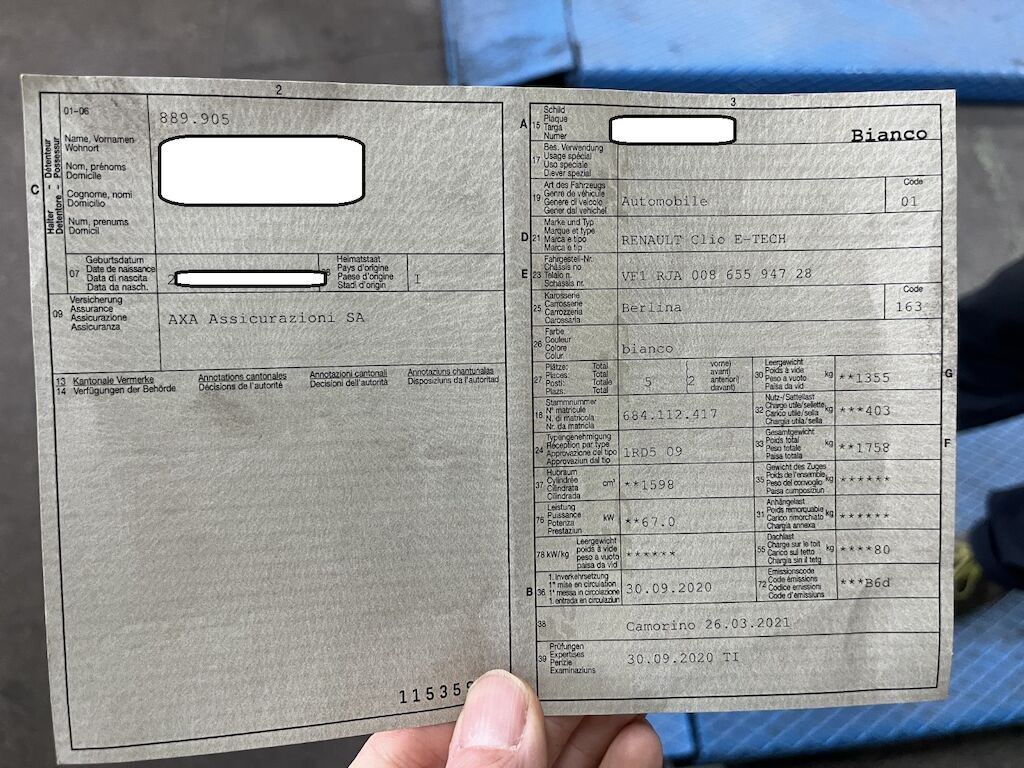 2
01-06
889.905
Name, Vornamen
Wohnort
Nom, prénoms
Domicile
Cognome, nomi
Domicilio
Num, prenums
Domicil
C
Halter - Détenteur
Detentore - Possessur
07
Geburtsdatum
Date de naissance
Data di nascita
Data da nasch.
2
Heimatstaat
Pays d'origine
Paese d'origine
Stadi d'origin
I
09
Versicherung
Assurance
Assicurazione
Assicuranza
AXA Assicurazioni SA
13 Kantonale Vermerke
14 Verfügungen der Behörde
Annotations cantonales
Décisions de l'autorité
Annotazioni cantonali
Decisioni dell'autorità
Annotaziuns chantunalas
Disposiziuns da l'autoritad
11535
3
A 15
Schild
Plaque
Targa
Numer
Bianco
17
Bes. Verwendung
Usage spécial
Uso speciale
Diever spezial
19
Art des Fahrzeugs
Genre de véhicule
Genere di veicolo
Gener dal vehichel
Automobile
Code
01
D 21
Marke und Typ
Marque et type
Marca e tipo
Marca e tip
RENAULT Clio E-TECH
E 23
Fahrgestell-Nr.
Châssis no
Telaio n.
Schassis nr.
VF1 RJA 008 655 947 28
25
Karosserie
Carrosserie
Carrozzeria
Carossaria
Berlina
Code
163
26
Farbe
Couleur
Colore
Colur
bianco
27
Plätze: Total
Places: Total
Posti: Totale
Plazs: Total
5
2
vorne)
avant)
anteriori)
davant)
30
Leergewicht
Poids à vide
Peso a vuoto
Paisa da vid
kg
**1355
G
18
Stammnummer
N° matricule
N. di matricola
Nr. da matricla
684.112.417
32
Nutz-/Sattellast
Charge utile/sellette
Carico utile/sella
Chargia utila/sella
kg
***403
24
Typengenehmigung
Réception par type
Approvazione del tipo
Approvaziun dal tip
1RD5 09
33
Gesamtgewicht
Poids total
Peso totale
Paisa totala
kg
**1758
F
37
Hubraum
Cylindrée
Cilindrata
Cilindrada
cm³
**1598
35
Gewicht des Zuges
Poids de l'ensemble
Peso del convoglio
Paisa cumposiziun
kg
******
76
Leistung
Puissance
Potenza
Prestaziun
kW
**67.0
31
Anhängelast
Poids remorquable
Carico rimorchiato
Chargia annexa
kg
******
78 kW/kg
Leergewicht
poids à vide
peso a vuoto
paisa da vid
******
55
Dachlast
Charge sur le toit
Carico sul tetto
Chargia sin il tetg
kg
****80
B 36
1. Inverkehrsetzung
1re mise en circulation
1a messa in circolazione
1. entrada en circulaziun
30.09.2020
72
Emissionscode
Code émissions
Codice emissioni
Code d'emissiuns
***B6d
38
Camorino 26.03.2021
39
Prüfungen
Expertises
Perizie
Examinaziuns
30.09.2020 TI